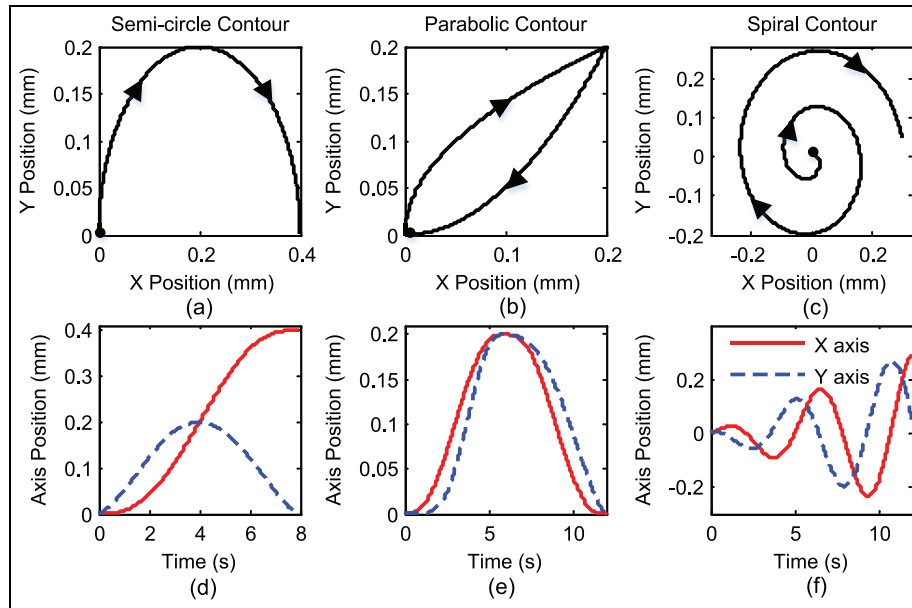 Semi-circle Contour
Parabolic Contour
Spiral Contour
Y Position (mm)
0.2
0.15
0.1
0.05
0
0
0.2
0.4
X Position (mm)
(a)
Y Position (mm)
0.2
0.15
0.1
0.05
0
0
0.1
0.2
X Position (mm)
(b)
Y Position (mm)
0.2
0.1
0
-0.1
-0.2
-0.2
0
0.2
X Position (mm)
(c)
Axis Position (mm)
0.4
0.3
0.2
0.1
0
0
2
4
6
8
Time (s)
(d)
Axis Position (mm)
0.2
0.15
0.1
0.05
0
0
5
10
Time (s)
(e)
Axis Position (mm)
0.2
0
-0.2
X axis
Y axis
0
5
10
Time (s)
(f)